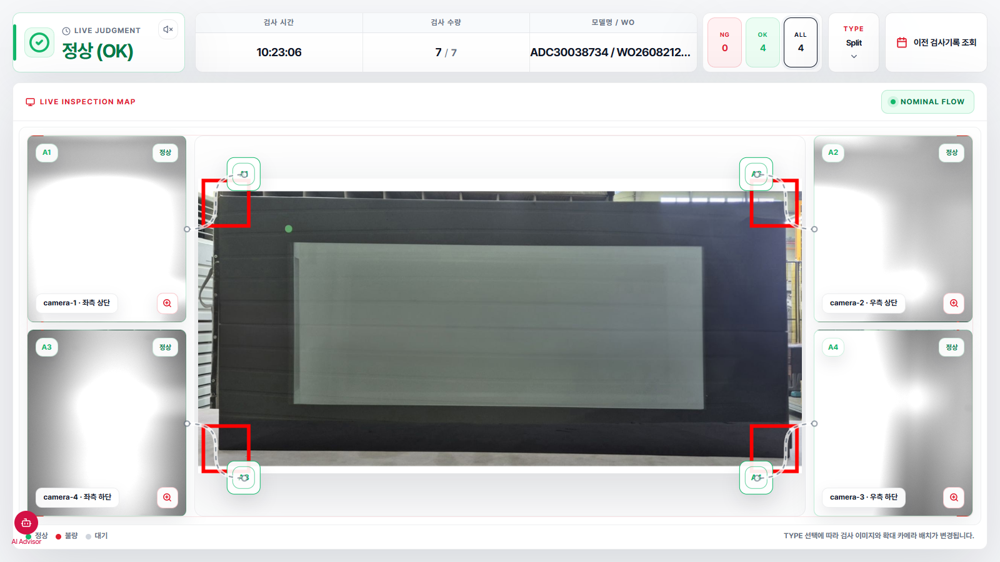 LIVE JUDGMENT
정상 (OK)
검사 시간
10:23:06
검사 수량
7 / 7
모델명 / WO
ADC30038734 / WO2608212...
NG
0
OK
4
ALL
4
TYPE
Split
이전 검사기록 조회
LIVE INSPECTION MAP
NOMINAL FLOW
A1
정상
camera-1 · 좌측 상단
A2
정상
camera-2 · 우측 상단
A3
정상
camera-4 · 좌측 하단
A4
정상
camera-3 · 우측 하단
AI Advisor
정상
불량
대기
TYPE 선택에 따라 검사 이미지와 확대 카메라 배치가 변경됩니다.